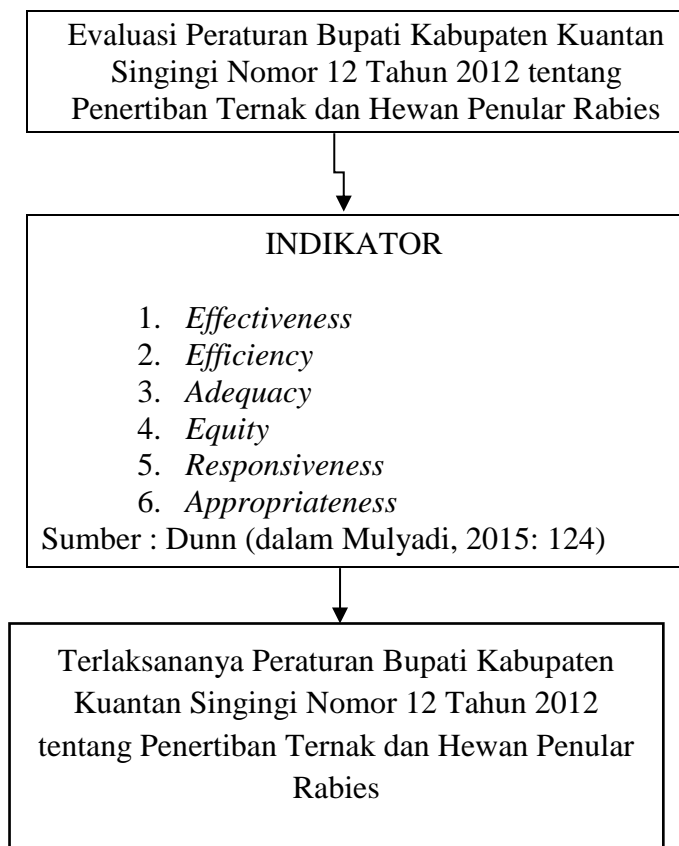 Evaluasi Peraturan Bupati Kabupaten Kuantan
Singingi Nomor 12 Tahun 2012 tentang
Penertiban Ternak dan Hewan Penular Rabies
INDIKATOR
1. Effectiveness
2. Efficiency
3. Adequacy
4. Equity
5. Responsiveness
6. Appropriateness
Sumber : Dunn (dalam Mulyadi, 2015: 124)
Terlaksananya Peraturan Bupati Kabupaten
Kuantan Singingi Nomor 12 Tahun 2012
tentang Penertiban Ternak dan Hewan Penular
Rabies